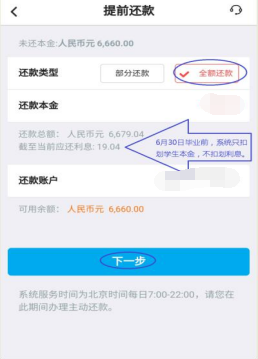 提前还款
未还本金:人民币元 6,660.00
还款类型
部分还款
全额还款
还款本金
还款总额： 人民币元 6,679.04
截至当前应还利息: 19.04
6月30日毕业前，系统只扣
划学生本金，不扣划利息。
还款账户
可用余额： 人民币元 6,660.00
下一步
系统服务时间为北京时间每日7:00-22:00，请您在
此期间办理主动还款。